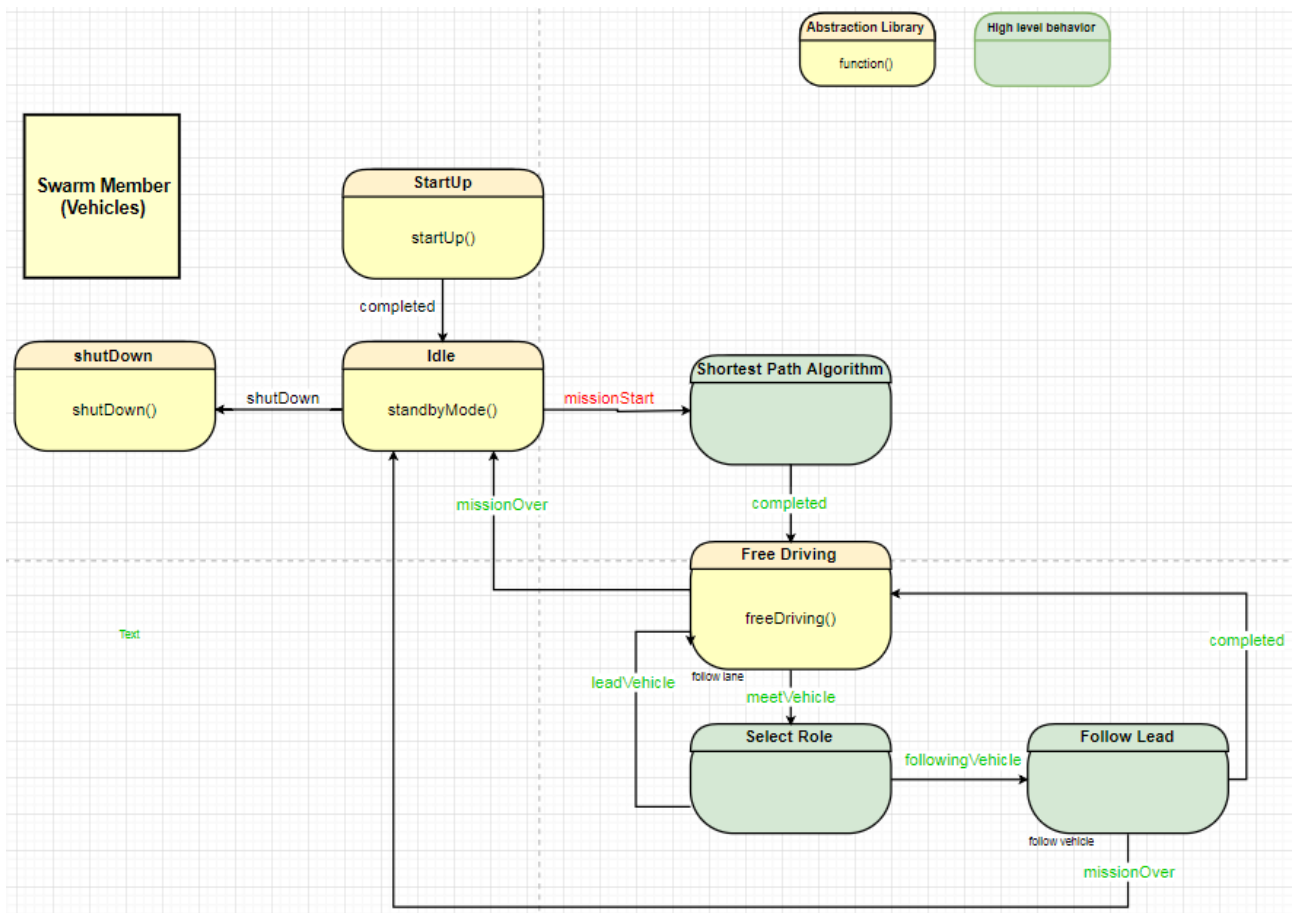 Abstraction Library
function()
High level behavior
Swarm Member
(Vehicles)
StartUp
startUp()
completed
shutDown
shutDown()
shutDown
Idle
standbyMode()
missionStart
Shortest Path Algorithm
missionOver
completed
Free Driving
freeDriving()
Text
completed
leadVehicle
follow lane
meetVehicle
Select Role
followingVehicle
Follow Lead
follow vehicle
missionOver